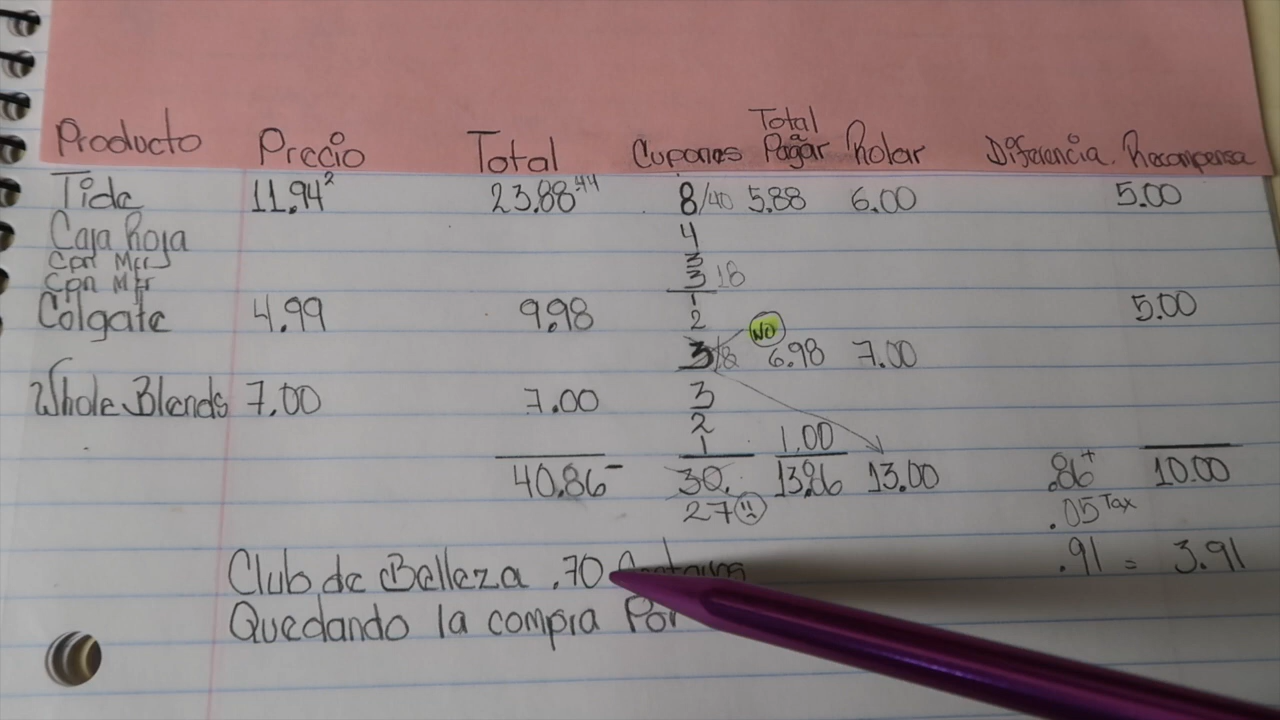 Producto Precio Total Cupones Total Pagar Rolar Diferencia Recompensa
Tide 11.94² 23.88 .44 8/40 5.88 6.00 5.00
Caja Roja 4
Cpn Mfr 3
Cpn Mfr 3 18
Colgate 4.99 9.98 1 5.00
2
3 18 NO 6.98 7.00
Whole Blends 7.00 7.00 3
2
1 1.00
40.86- 30. 13.86 13.00 .86+ 10.00
27 .05 Tax
Club de Belleza .70 .91 = 3.91
Quedando la compra Por